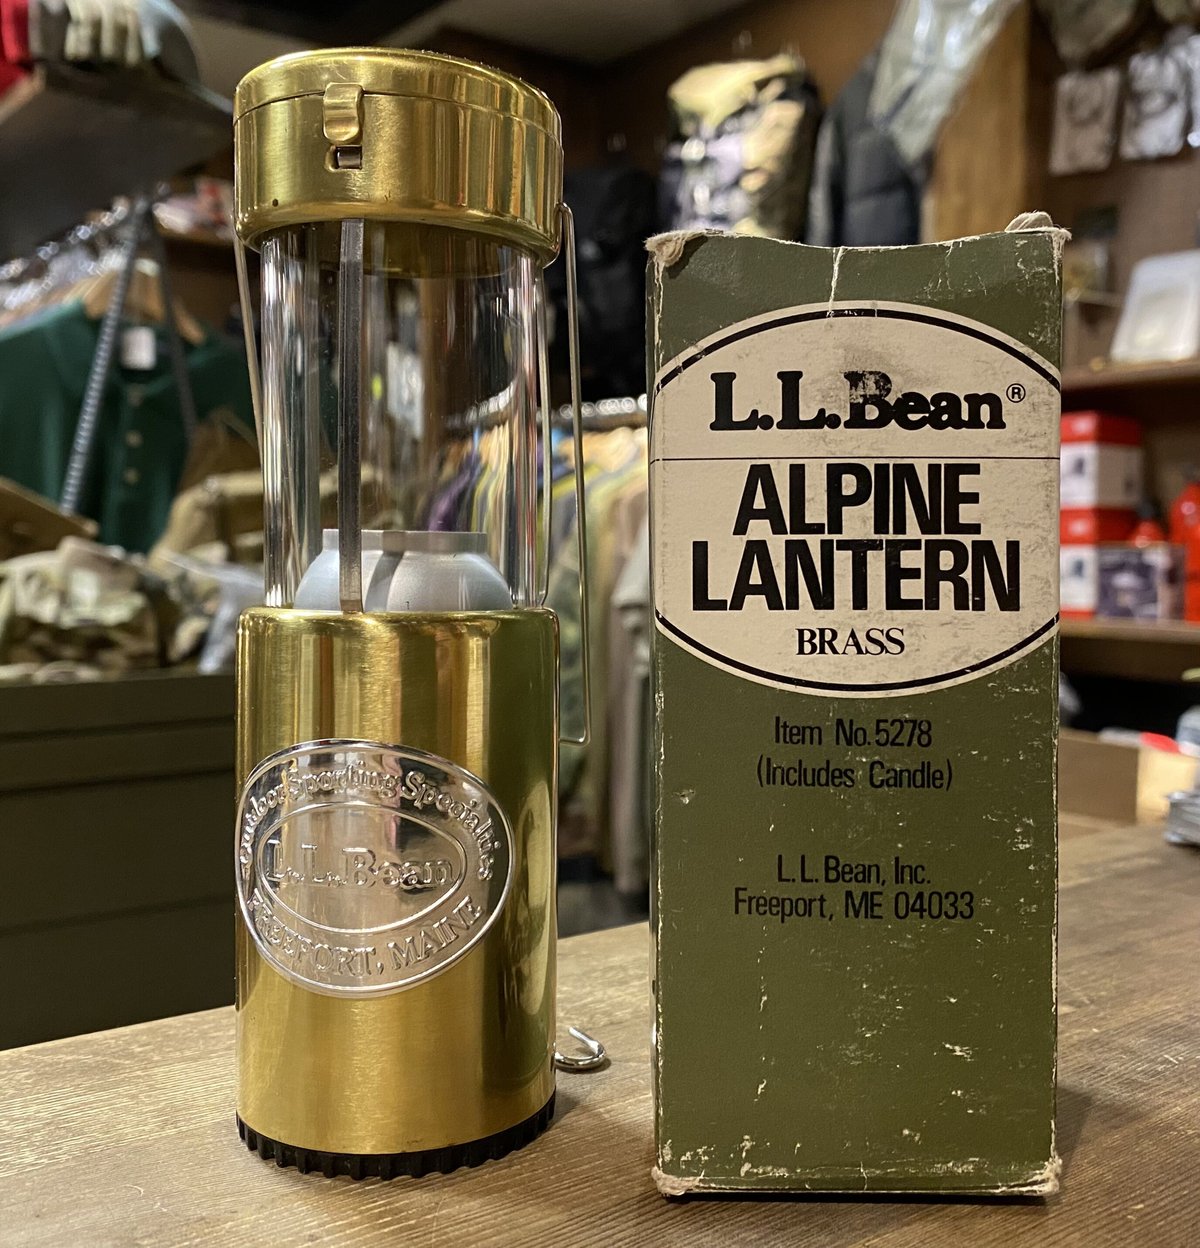 Outdoor Sporting Specialties
L.L.Bean
FREEPORT, MAINE
L.L.Bean®
ALPINE
LANTERN
BRASS
Item No. 5278
(Includes Candle)
L.L. Bean, Inc.
Freeport, ME 04033